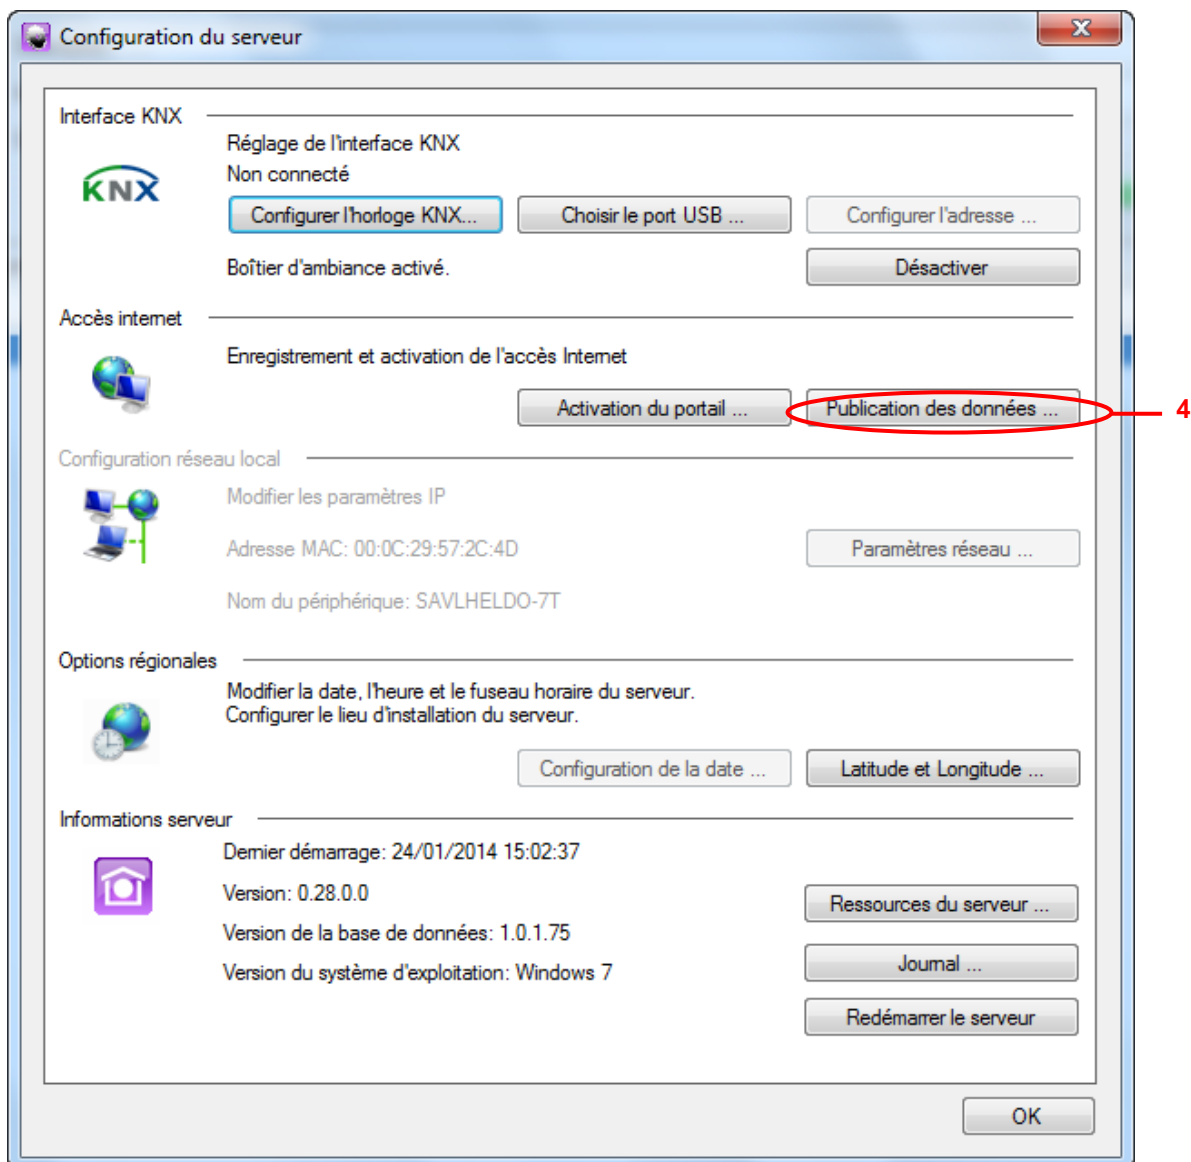 Configuration du serveur
Interface KNX
Réglage de l'interface KNX
Non connecté
KNX
Configurer l'horloge KNX...
Choisir le port USB ...
Configurer l'adresse ...
Boîtier d'ambiance activé.
Désactiver
Accès internet
Enregistrement et activation de l'accès Internet
Activation du portail ...
Publication des données ...
4
Configuration réseau local
Modifier les paramètres IP
Adresse MAC: 00:0C:29:57:2C:4D
Paramètres réseau ...
Nom du périphérique: SAVLHELDO-7T
Options régionales
Modifier la date, l'heure et le fuseau horaire du serveur.
Configurer le lieu d'installation du serveur.
Configuration de la date ...
Latitude et Longitude ...
Informations serveur
Dernier démarrage: 24/01/2014 15:02:37
Version: 0.28.0.0
Ressources du serveur ...
Version de la base de données: 1.0.1.75
Journal ...
Version du système d'exploitation: Windows 7
Redémarrer le serveur
OK